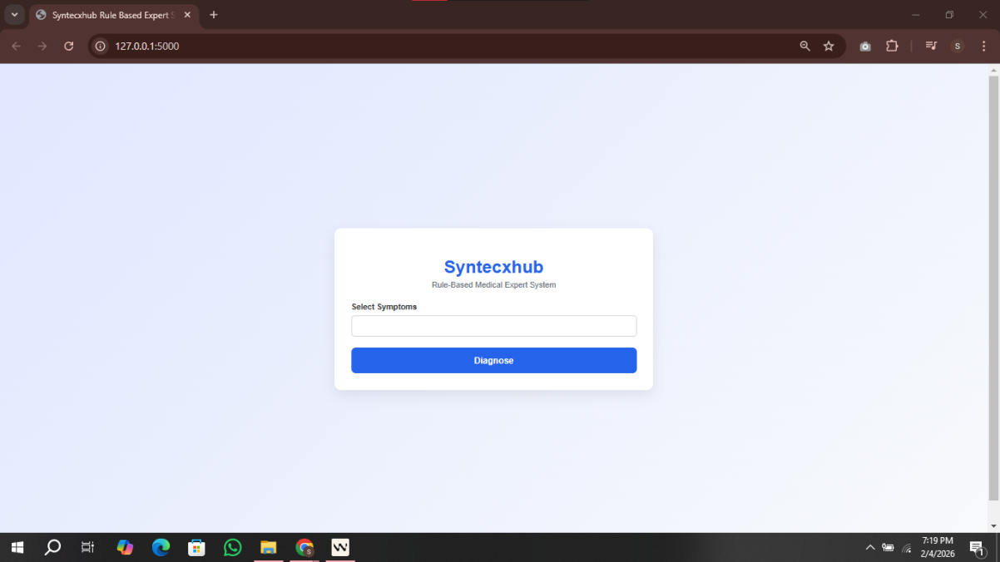 Syntecxhub Rule Based Expert S
127.0.0.1:5000
S
Syntecxhub
Rule-Based Medical Expert System
Select Symptoms
Diagnose
S
7:19 PM
2/4/2026
1